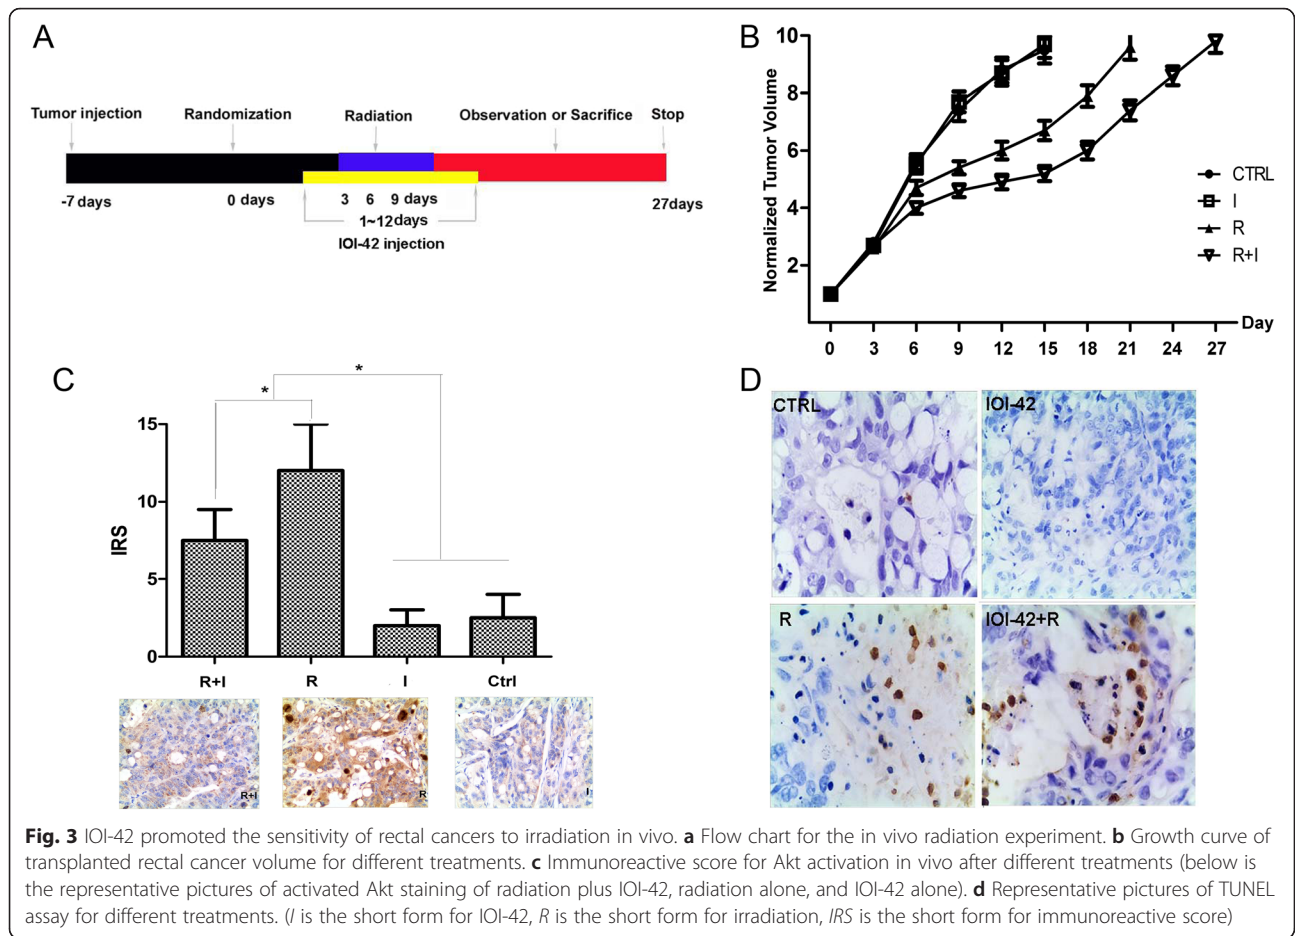 A
Tumor injection Randomization Radiation Observation or Sacrifice Stop
-7 days 0 days 3 6 9 days 27days
1~12days
IOI-42 injection
B
Normalized Tumor Volume
10
8
6
4
2
0 3 6 9 12 15 18 21 24 27
Day
CTRL
I
R
R+I
C
*
*
IRS
15
10
5
0
R+I R I Ctrl
R+I
R
I
D
CTRL
IOI-42
R
IOI-42+R
Fig. 3 IOI-42 promoted the sensitivity of rectal cancers to irradiation in vivo. a Flow chart for the in vivo radiation experiment. b Growth curve of
transplanted rectal cancer volume for different treatments. c Immunoreactive score for Akt activation in vivo after different treatments (below is
the representative pictures of activated Akt staining of radiation plus IOI-42, radiation alone, and IOI-42 alone). d Representative pictures of TUNEL
assay for different treatments. (I is the short form for IOI-42, R is the short form for irradiation, IRS is the short form for immunoreactive score)